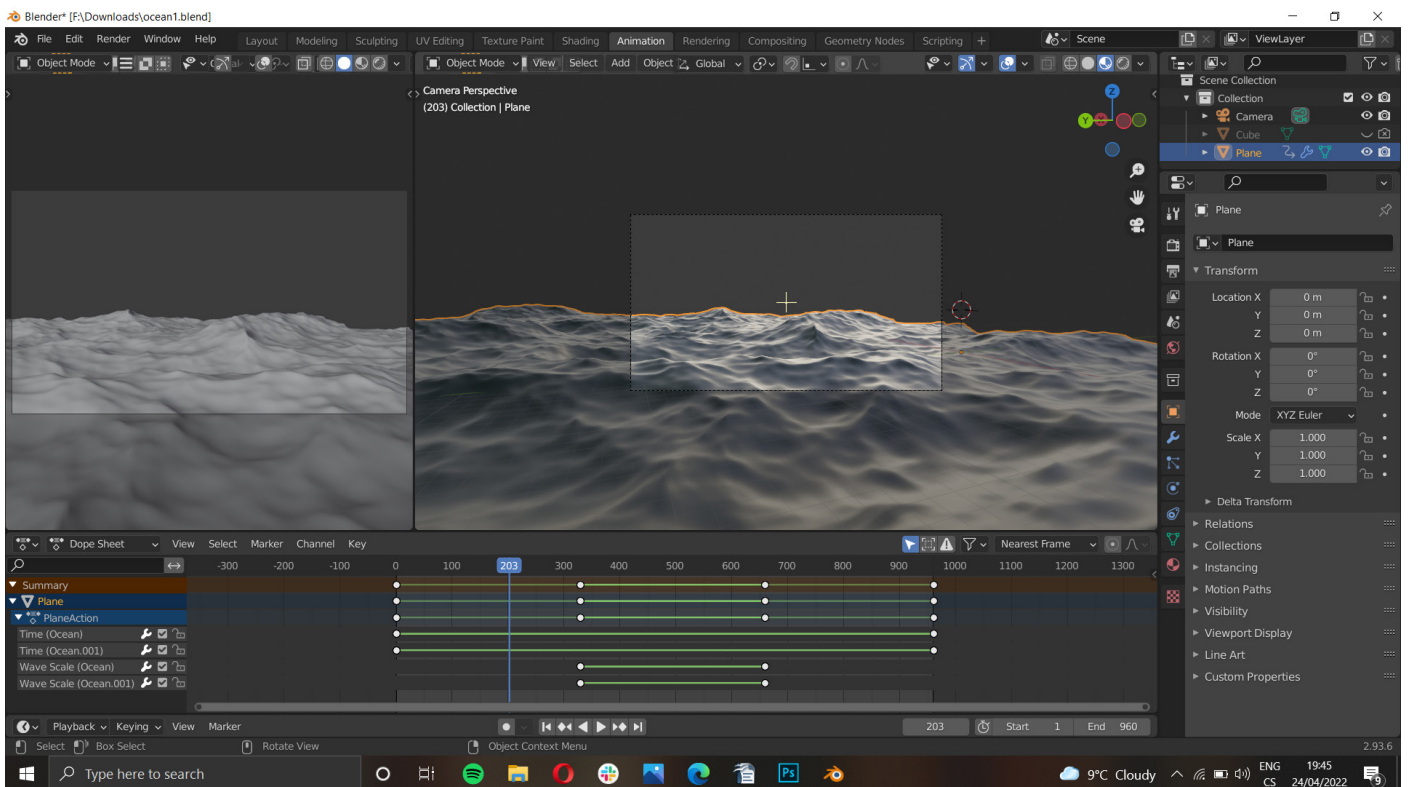 Blender* [F:\Downloads\ocean1.blend]
File Edit Render Window Help Layout Modeling Sculpting UV Editing Texture Paint Shading Animation Rendering Compositing Geometry Nodes Scripting + Scene ViewLayer
Object Mode Object Mode View Select Add Object Global
Camera Perspective
(203) Collection | Plane
Z
Y
Scene Collection
Collection
Camera
Cube
Plane
Plane
Plane
Transform
Location X 0 m
Y 0 m
Z 0 m
Rotation X 0°
Y 0°
Z 0°
Mode XYZ Euler
Scale X 1.000
Y 1.000
Z 1.000
Delta Transform
Relations
Collections
Instancing
Motion Paths
Visibility
Viewport Display
Line Art
Custom Properties
Dope Sheet View Select Marker Channel Key Nearest Frame
-300 -200 -100 0 100 203 300 400 500 600 700 800 900 1000 1100 1200 1300
Summary
Plane
PlaneAction
Time (Ocean)
Time (Ocean.001)
Wave Scale (Ocean)
Wave Scale (Ocean.001)
Playback Keying View Marker 203 Start 1 End 960
Select Box Select Rotate View Object Context Menu 2.93.6
Type here to search Ps 9°C Cloudy ENG 19:45
CS 24/04/2022 9